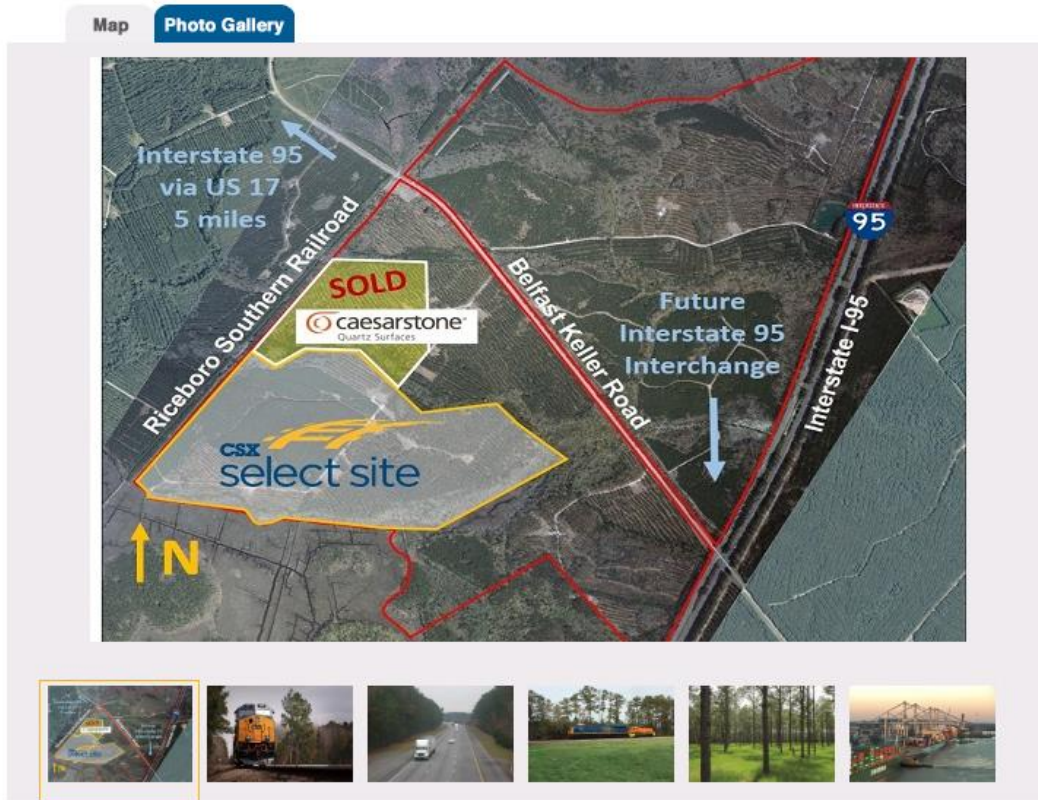 Map
Photo Gallery
Interstate 95
via US 17
5 miles
Riceboro Southern Railroad
SOLD
caesarstone®
Quartz Surfaces
Belfast Keller Road
Future
Interstate 95
Interchange
INTERSTATE
95
Interstate I-95
CSX
select site
N